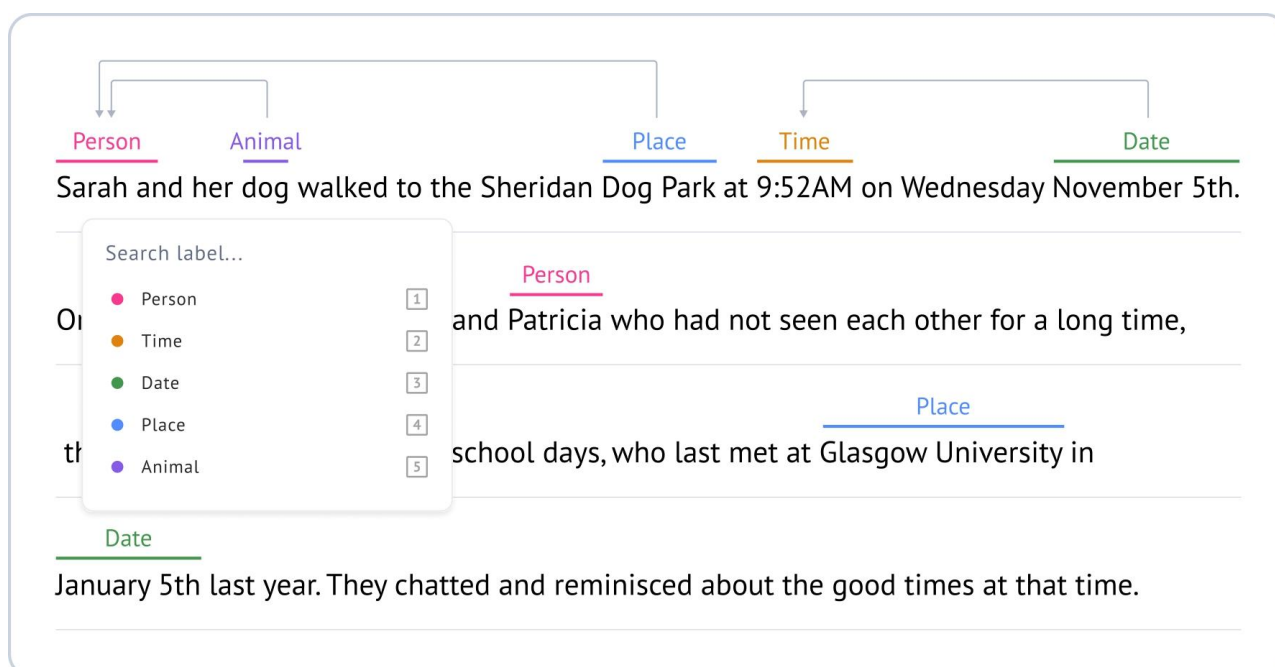 Person Animal Place Time Date
Sarah and her dog walked to the Sheridan Dog Park at 9:52AM on Wednesday November 5th.
Search label...
Person 1
Time 2
Date 3
Place 4
Animal 5
Person
and Patricia who had not seen each other for a long time,
Place
school days, who last met at Glasgow University in
Date
January 5th last year. They chatted and reminisced about the good times at that time.